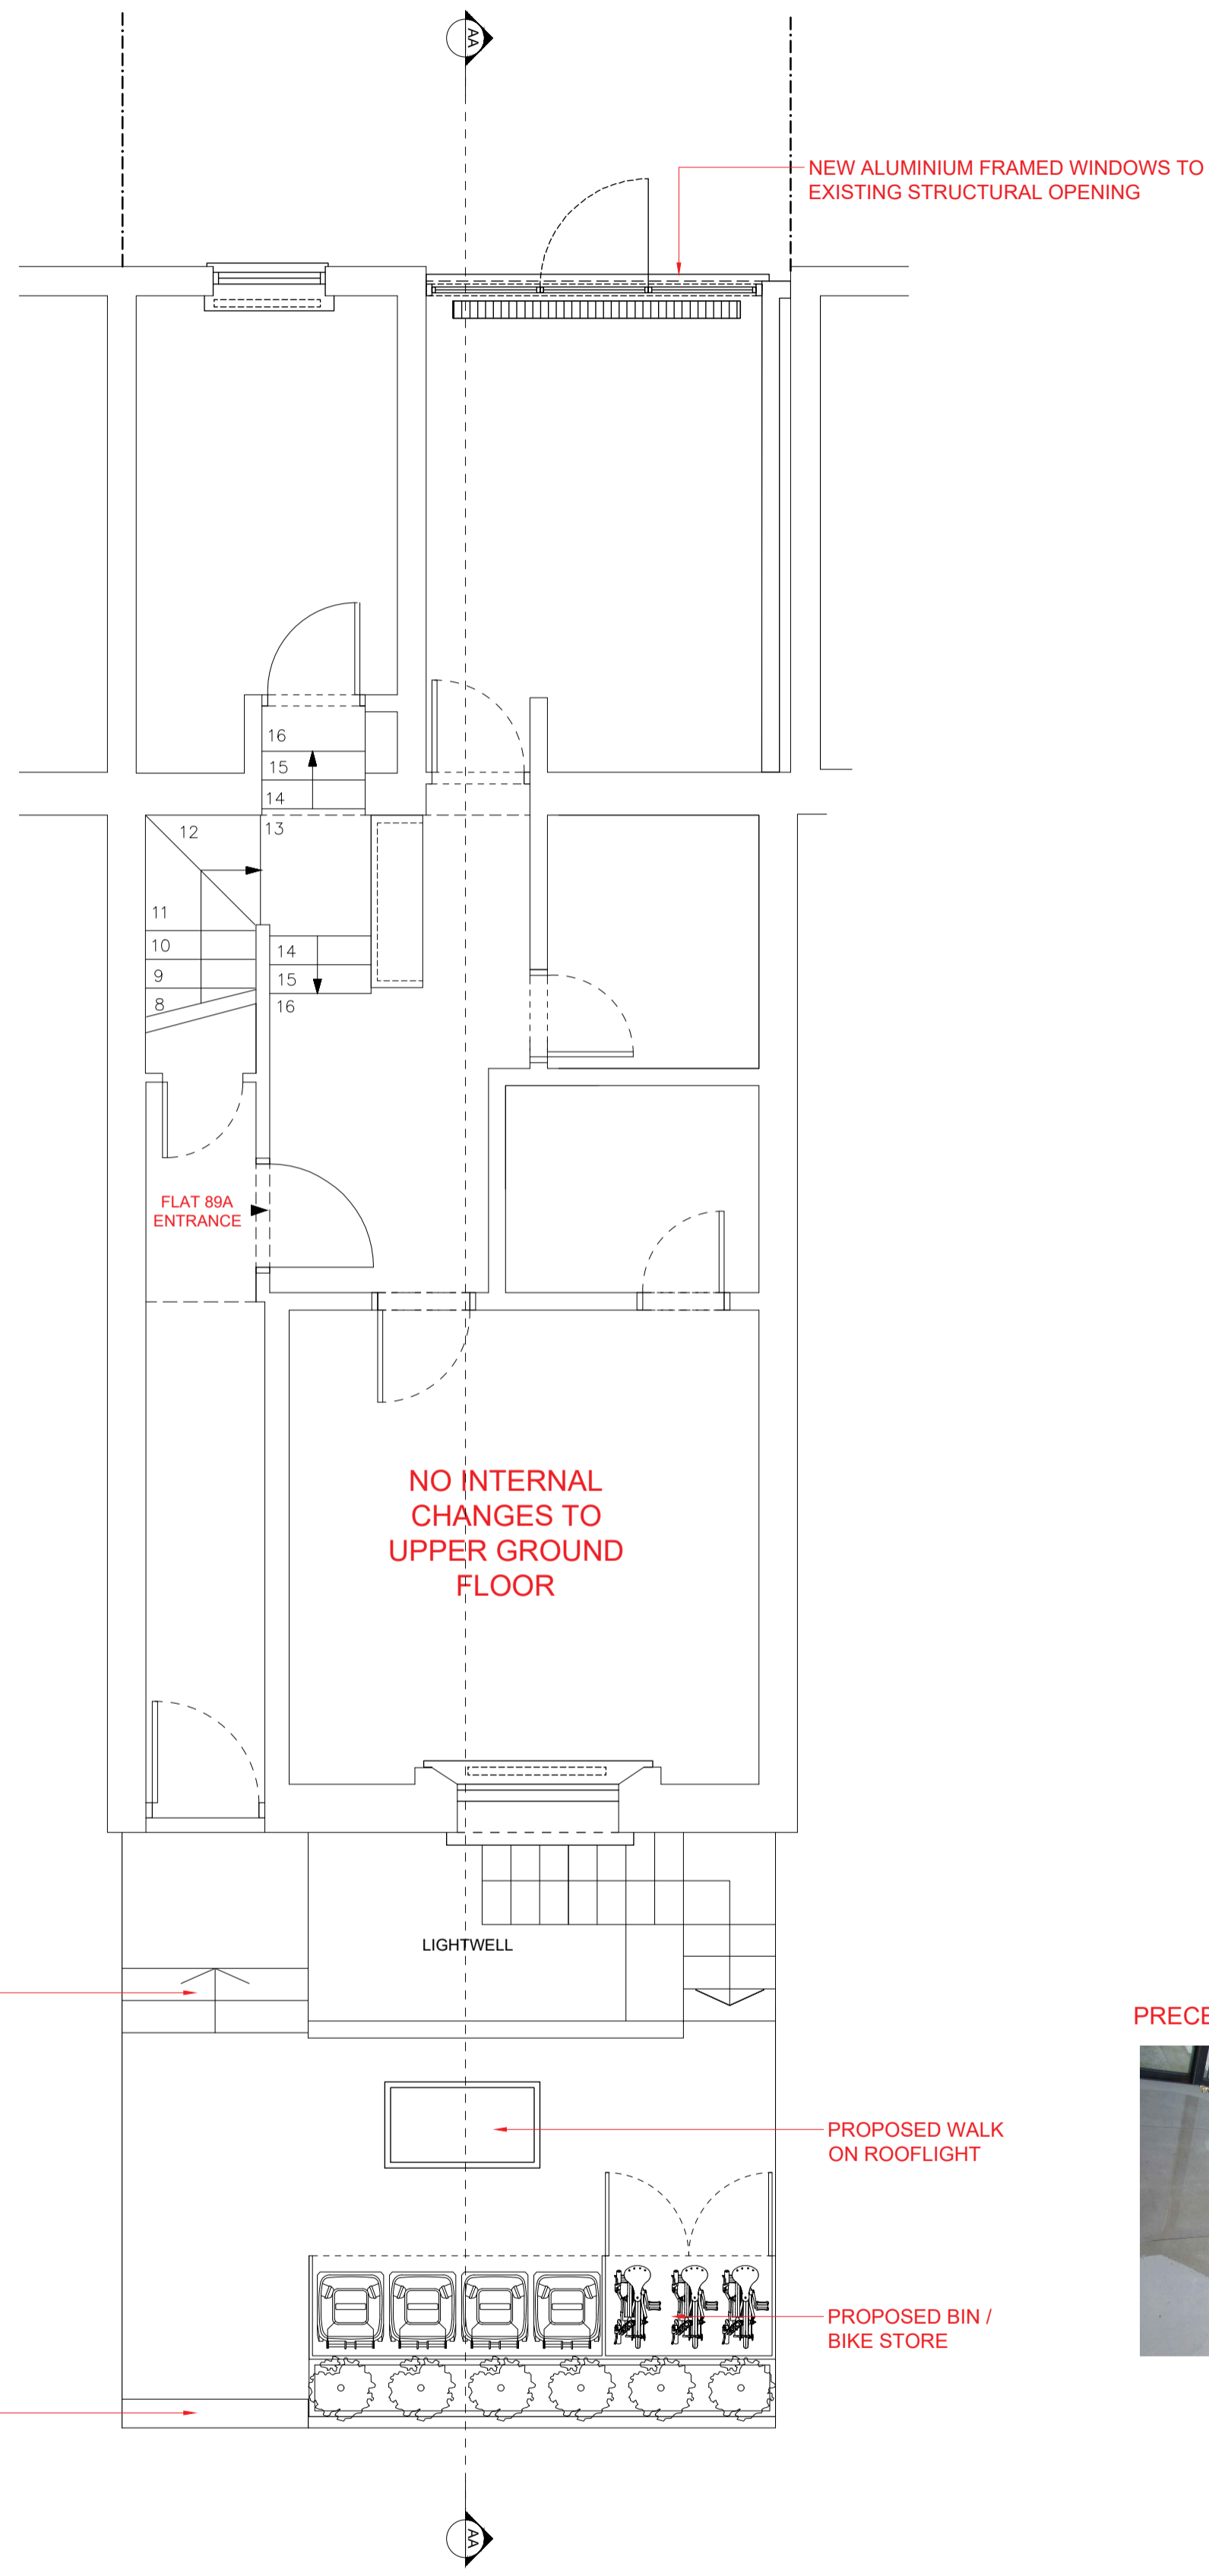 AA
NEW ALUMINIUM FRAMED WINDOWS TO
EXISTING STRUCTURAL OPENING
16
15
14
13
12
11
10
9
8
14
15
16
FLAT 89A
ENTRANCE
NO INTERNAL
CHANGES TO
UPPER GROUND
FLOOR
LIGHTWELL
PROPOSED WALK
ON ROOFLIGHT
PROPOSED BIN /
BIKE STORE
AA